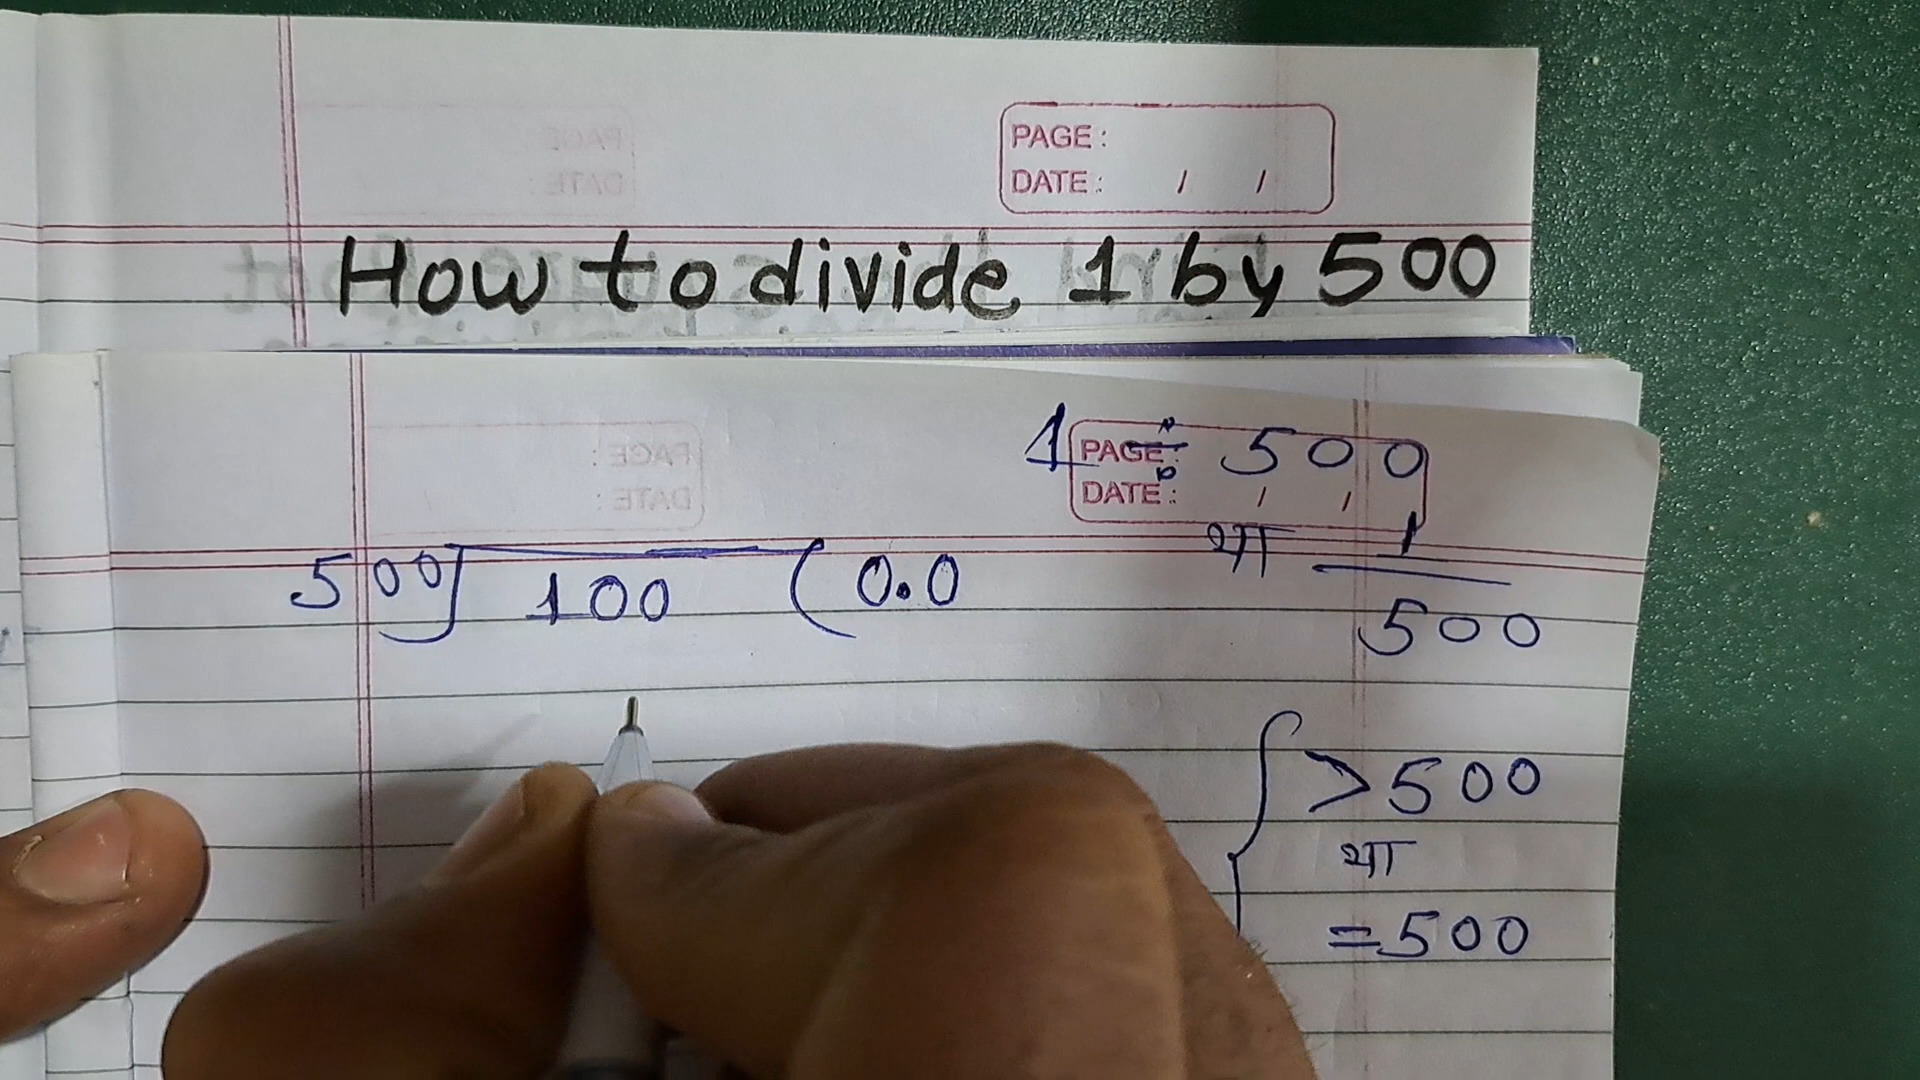 PAGE :
DATE : / /
How to divide 1 by 500
PAGE :
DATE : / /
1 ÷ 500
या 1/500
500 100 ( 0.0
> 500
या
= 500